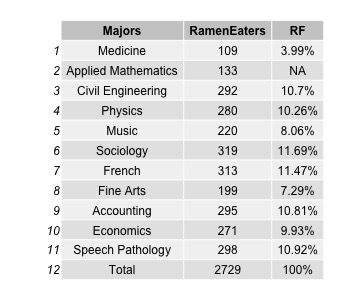 Majors RamenEaters RF
1 Medicine 109 3.99%
2 Applied Mathematics 133 NA
3 Civil Engineering 292 10.7%
4 Physics 280 10.26%
5 Music 220 8.06%
6 Sociology 319 11.69%
7 French 313 11.47%
8 Fine Arts 199 7.29%
9 Accounting 295 10.81%
10 Economics 271 9.93%
11 Speech Pathology 298 10.92%
12 Total 2729 100%